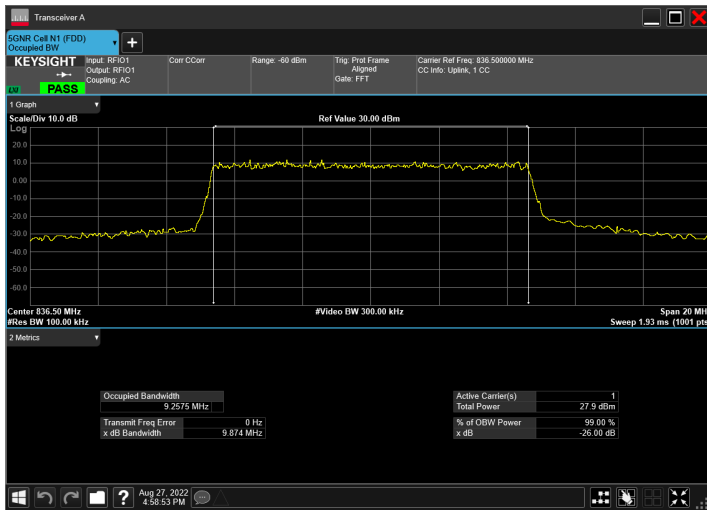 Transceiver A
5GNR Cell N1 (FDD)
Occupied BW
KEYSIGHT
LXI
PASS
Input: RFIO1
Output: RFIO1
Coupling: AC
Corr CCorr
Range: -60 dBm
Trig: Prot Frame
Aligned
Gate: FFT
Carrier Ref Freq: 836.500000 MHz
CC Info: Uplink, 1 CC
1 Graph
Scale/Div 10.0 dB
Ref Value 30.00 dBm
Log
20.0
10.0
0.00
-10.0
-20.0
-30.0
-40.0
-50.0
-60.0
Center 836.50 MHz
#Video BW 300.00 kHz
Span 20 MH
#Res BW 100.00 kHz
Sweep 1.93 ms (1001 pts
2 Metrics
Occupied Bandwidth
9.2575 MHz
Active Carrier(s) 1
Total Power 27.9 dBm
Transmit Freq Error 0 Hz
x dB Bandwidth 9.874 MHz
% of OBW Power 99.00 %
x dB -26.00 dB
Aug 27, 2022
4:58:53 PM